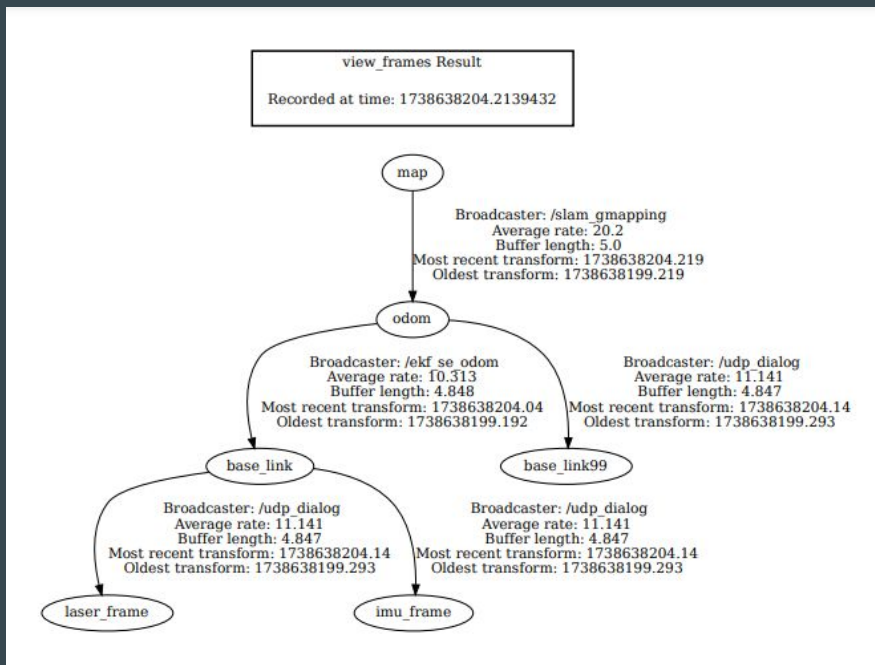 view_frames Result
Recorded at time: 1738638204.2139432
map
Broadcaster: /slam_gmapping
Average rate: 20.2
Buffer length: 5.0
Most recent transform: 1738638204.219
Oldest transform: 1738638199.219
odom
Broadcaster: /ekf_se_odom
Average rate: 10.313
Buffer length: 4.848
Most recent transform: 1738638204.04
Oldest transform: 1738638199.192
Broadcaster: /udp_dialog
Average rate: 11.141
Buffer length: 4.847
Most recent transform: 1738638204.14
Oldest transform: 1738638199.293
base_link
base_link99
Broadcaster: /udp_dialog
Average rate: 11.141
Buffer length: 4.847
Most recent transform: 1738638204.14
Oldest transform: 1738638199.293
Broadcaster: /udp_dialog
Average rate: 11.141
Buffer length: 4.847
Most recent transform: 1738638204.14
Oldest transform: 1738638199.293
laser_frame
imu_frame